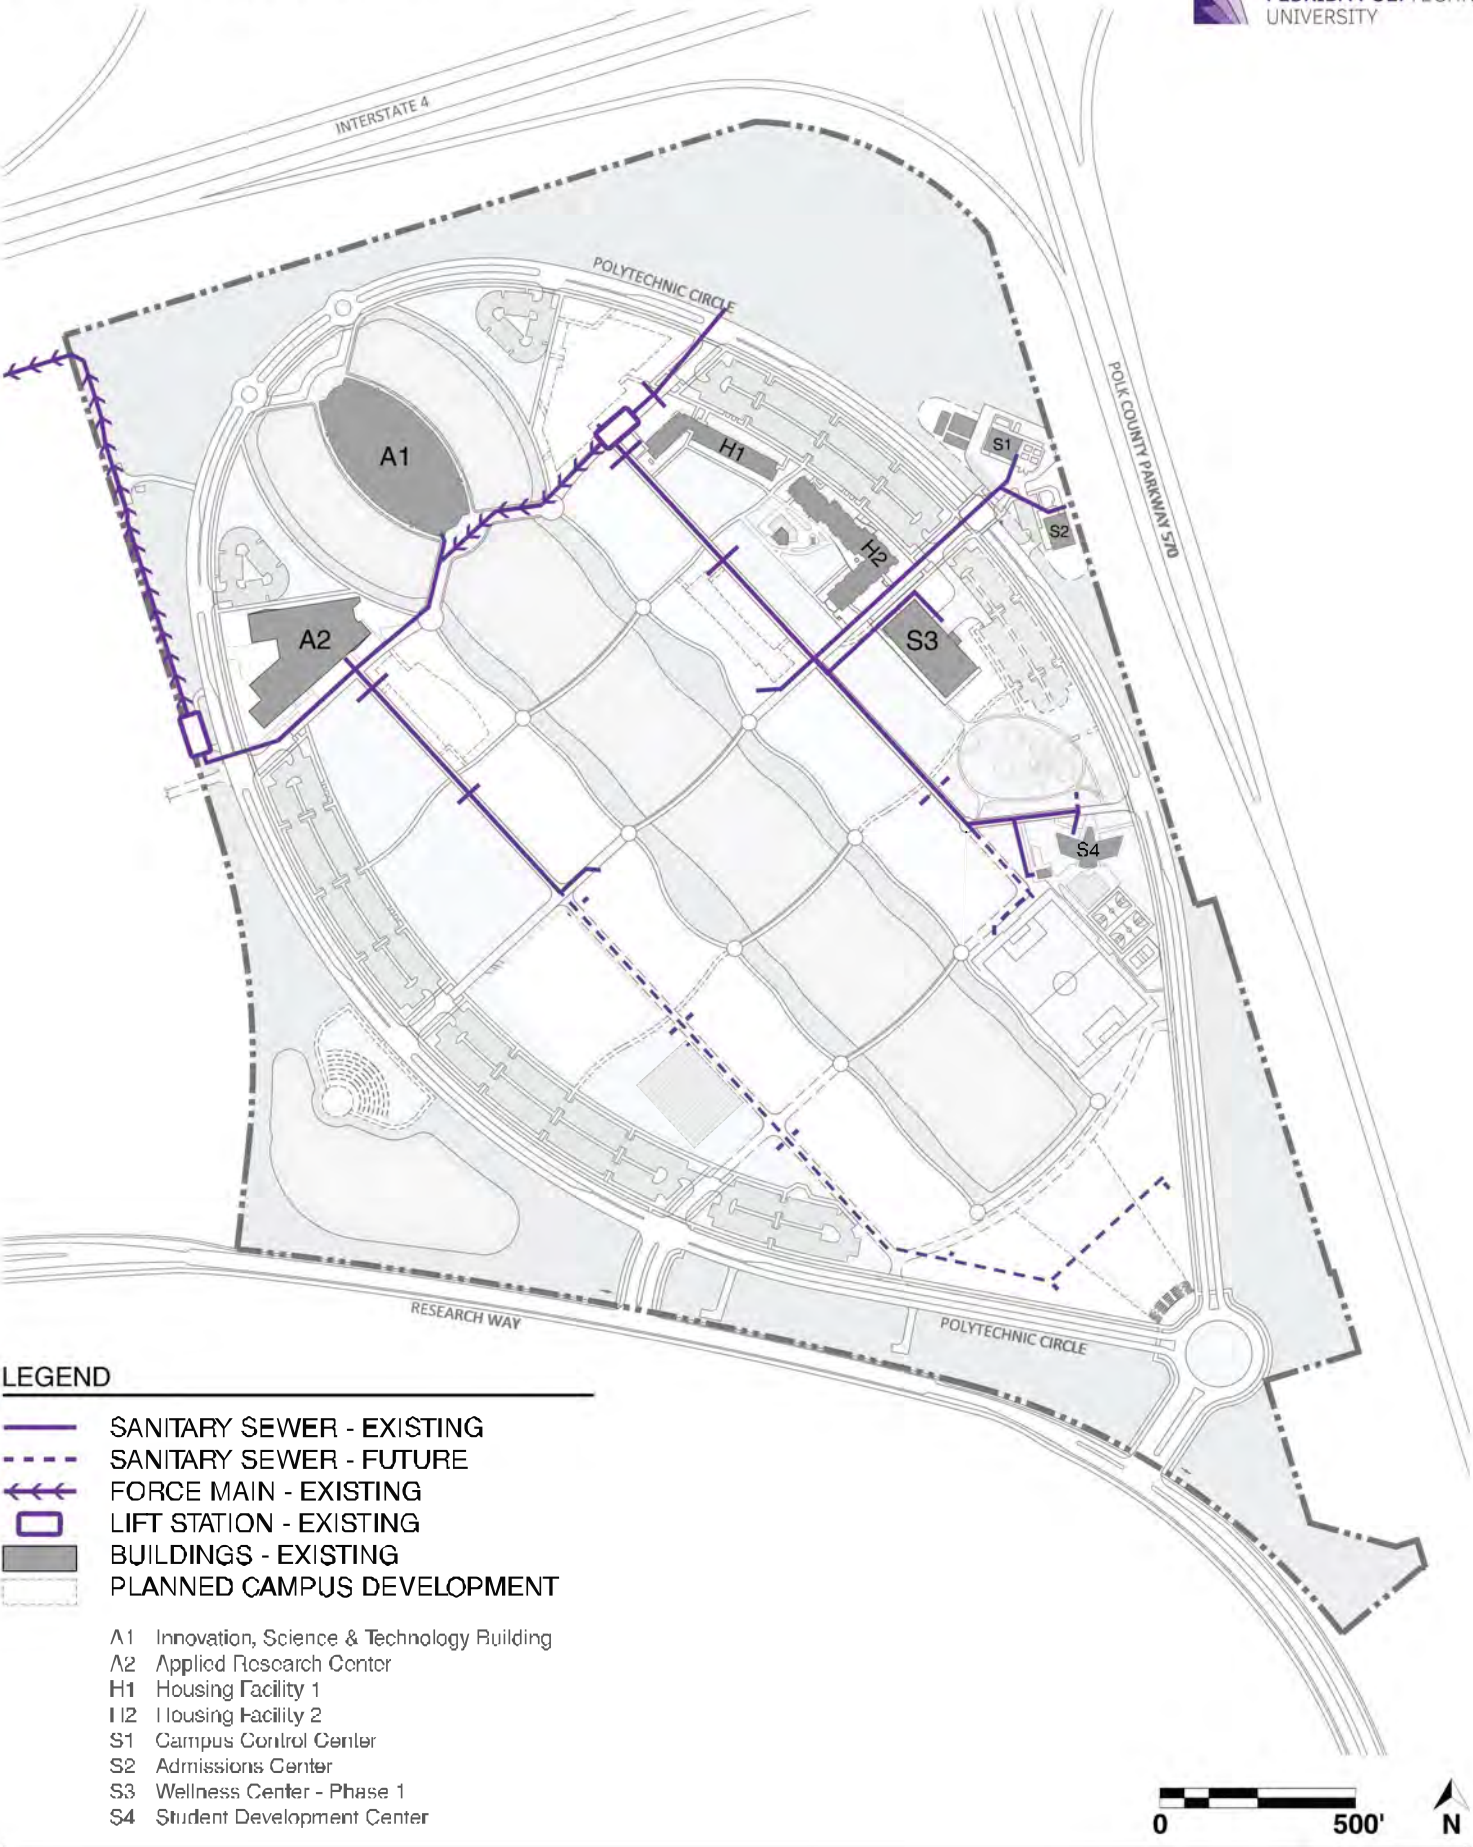 UNIVERSITY
INTERSTATE 4
POLYTECHNIC CIRCLE
POLK COUNTY PARKWAY 570
A1
H1
S1
S2
H2
A2
S3
S4
RESEARCH WAY
POLYTECHNIC CIRCLE
LEGEND
SANITARY SEWER - EXISTING
SANITARY SEWER - FUTURE
FORCE MAIN - EXISTING
LIFT STATION - EXISTING
BUILDINGS - EXISTING
PLANNED CAMPUS DEVELOPMENT
A1 Innovation, Science & Technology Building
A2 Applied Research Center
H1 Housing Facility 1
H2 Housing Facility 2
S1 Campus Control Center
S2 Admissions Center
S3 Wellness Center - Phase 1
S4 Student Development Center
0 500' N